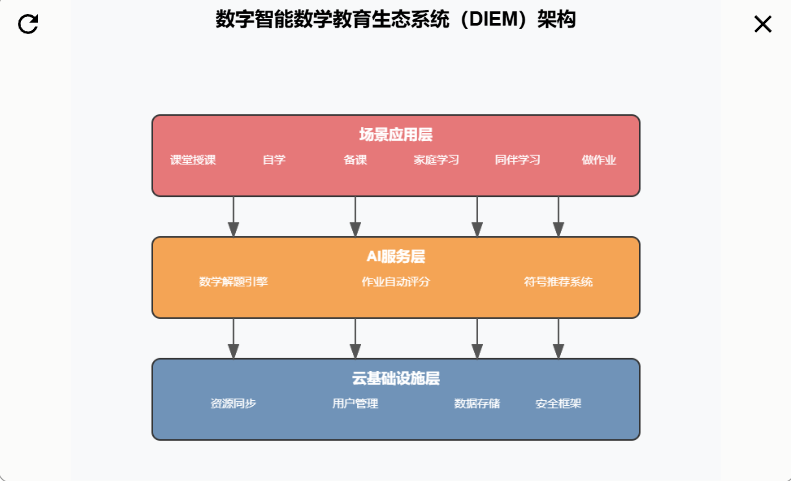 数字智能数学教育生态系统（DIEM）架构
场景应用层
课堂授课 自学 备课 家庭学习 同伴学习 做作业
AI服务层
数学解题引擎 作业自动评分 符号推荐系统
云基础设施层
资源同步 用户管理 数据存储 安全框架